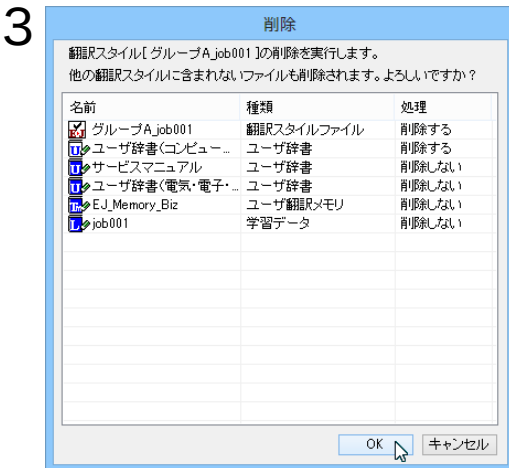 3
削除
翻訳スタイル[ グループA_job001 ]の削除を実行します。
他の翻訳スタイルに含まれないファイルも削除されます。よろしいですか？
名前 種類 処理
グループA_job001 翻訳スタイルファイル 削除する
ユーザ辞書(コンピュー... ユーザ辞書 削除する
サービスマニュアル ユーザ辞書 削除しない
ユーザ辞書(電気・電子・... ユーザ辞書 削除しない
EJ_Memory_Biz ユーザ翻訳メモリ 削除しない
job001 学習データ 削除しない
OK キャンセル